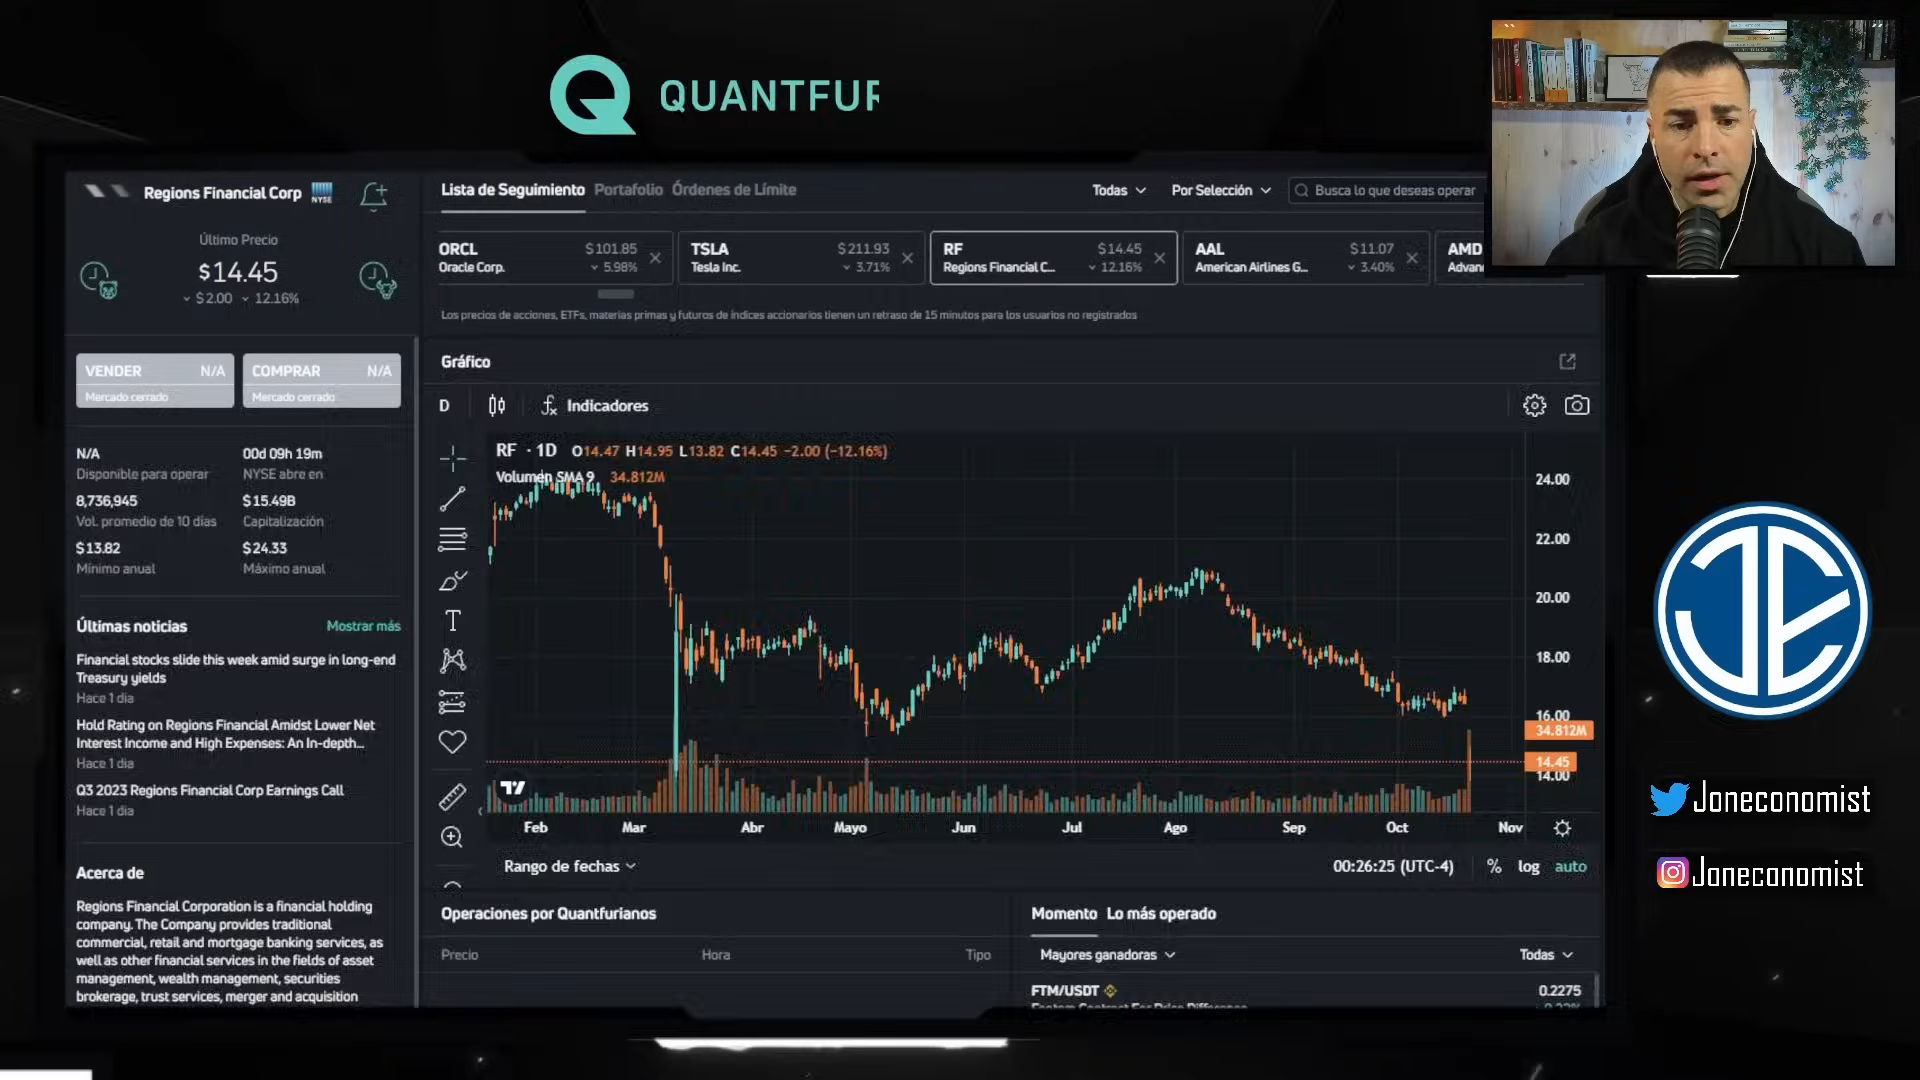 QUANTFUR
Regions Financial Corp
NYSE
Último Precio
$14.45
$2.00 12.16%
VENDER N/A
Mercado cerrado
COMPRAR N/A
Mercado cerrado
N/A
Disponible para operar
00d 09h 19m
NYSE abre en
8,736,945
Vol. promedio de 10 días
$15.49B
Capitalización
$13.82
Mínimo anual
$24.33
Máximo anual
Últimas noticias Mostrar más
Financial stocks slide this week amid surge in long-end
Treasury yields
Hace 1 dia
Hold Rating on Regions Financial Amidst Lower Net
Interest Income and High Expenses: An In-depth...
Hace 1 dia
Q3 2023 Regions Financial Corp Earnings Call
Hace 1 dia
Acerca de
Regions Financial Corporation is a financial holding
company. The Company provides traditional
commercial, retail and mortgage banking services, as
well as other financial services in the fields of asset
management, wealth management, securities
brokerage, trust services, merger and acquisition
Lista de Seguimiento Portafolio Órdenes de Límite
Todas Por Selección Busca lo que deseas operar
ORCL $101.85
Oracle Corp. 5.98%
TSLA $211.93
Tesla Inc. 3.71%
RF $14.45
Regions Financial C... 12.16%
AAL $11.07
American Airlines G... 3.40%
AMD
Advan
Los precios de acciones, ETFs, materias primas y futuros de índices accionarios tienen un retraso de 15 minutos para los usuarios no registrados
Gráfico
D Indicadores
RF · 1D O14.47 H14.95 L13.82 C14.45 −2.00 (−12.16%)
Volumen SMA 9 34.812M
24.00
22.00
20.00
18.00
16.00
34.812M
14.45
14.00
Feb Mar Abr Mayo Jun Jul Ago Sep Oct Nov
Rango de fechas 00:26:25 (UTC-4) % log auto
Operaciones por Quantfurianos
Precio Hora Tipo
Momento Lo más operado
Mayores ganadoras Todas
FTM/USDT 0.2275
Joneconomist
Joneconomist